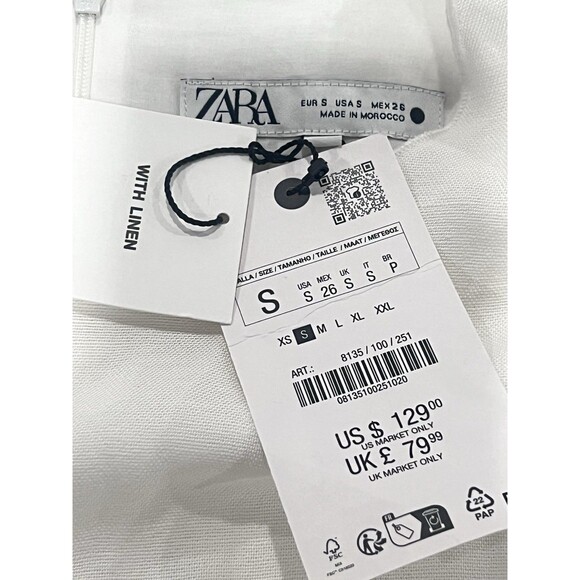 ZARA
EUR S USA S MEX 26
MADE IN MOROCCO
WITH LINEN
ALLA / SIZE / TAMANHO / TAILLE / MAAT / ΜΕΓΕΘΟΣ
S
USA MEX UK IT BR
S 26 S S P
XS S M L XL XXL
ART.: 8135 / 100 / 251
08135100251020
US $ 129.00
US MARKET ONLY
UK £ 79.99
UK MARKET ONLY
FSC
FR
22
PAP